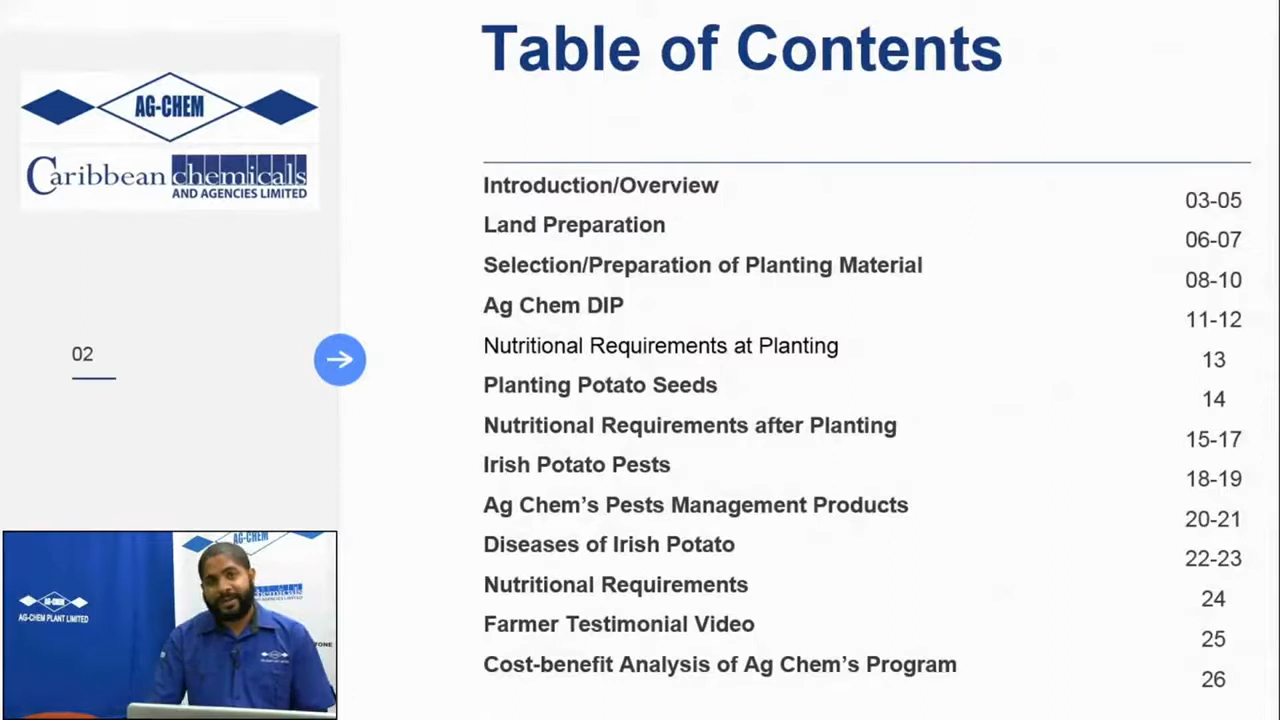 Table of Contents
AG-CHEM
Caribbean chemicals
AND AGENCIES LIMITED
Introduction/Overview
03-05
Land Preparation
06-07
Selection/Preparation of Planting Material
08-10
Ag Chem DIP
11-12
Nutritional Requirements at Planting
13
Planting Potato Seeds
14
Nutritional Requirements after Planting
15-17
Irish Potato Pests
18-19
Ag Chem's Pests Management Products
20-21
Diseases of Irish Potato
22-23
Nutritional Requirements
24
Farmer Testimonial Video
25
Cost-benefit Analysis of Ag Chem's Program
26
02
AG-CHEM
AG-CHEM PLANT LIMITED
AG-CHEM